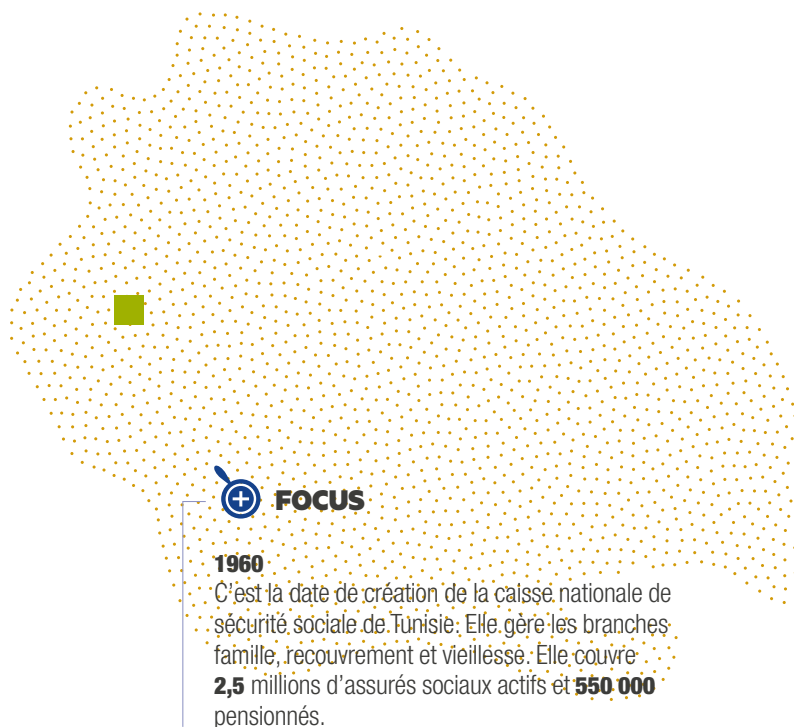 FOCUS
1960
C’est la date de création de la caisse nationale de
sécurité sociale de Tunisie. Elle gère les branches
famille, recouvrement et vieillesse. Elle couvre
2,5 millions d’assurés sociaux actifs et 550 000
pensionnés.